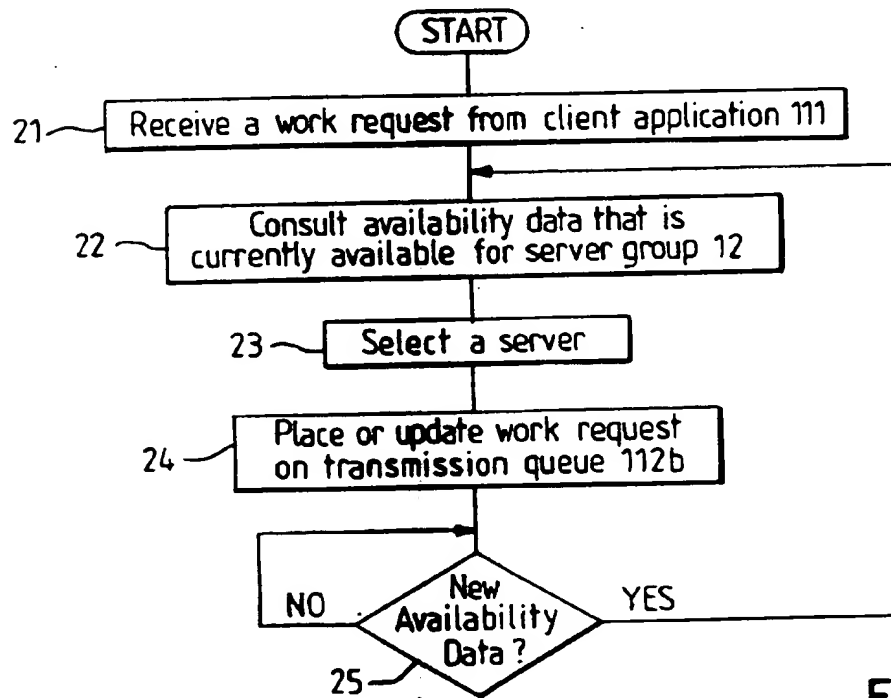 START
21
Receive a work request from client application 111
22
Consult availability data that is
currently available for server group 12
23
Select a server
24
Place or update work request
on transmission queue 112b
NO
New
Availability
Data ?
YES
25